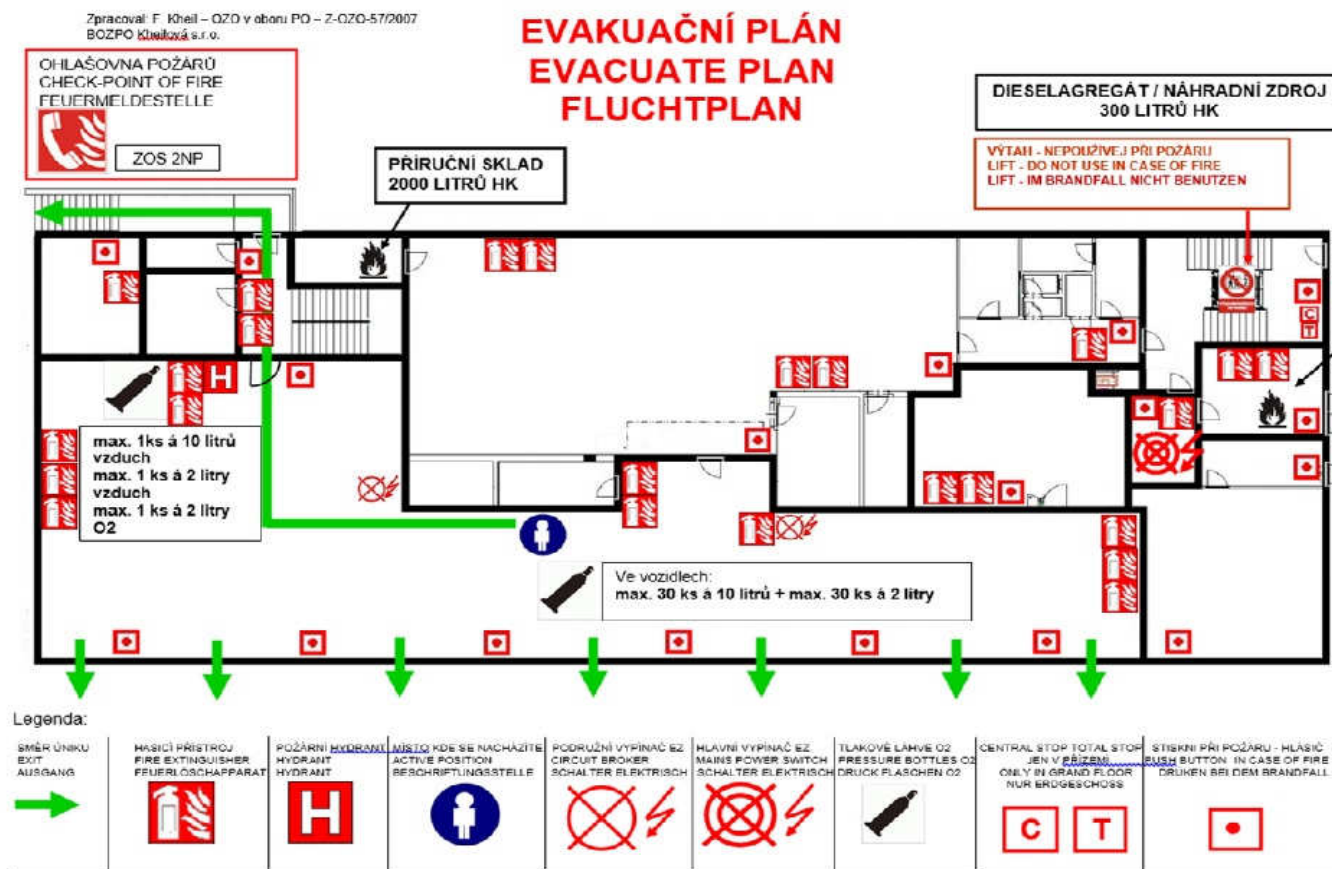 Zpracoval: F. Kheil – OZO v oboru PO – Z-OZO-57/2007
BOZPO Kheilová s.r.o.
EVAKUAČNÍ PLÁN
EVACUATE PLAN
FLUCHTPLAN
OHLAŠOVNA POŽÁRŮ
CHECK-POINT OF FIRE
FEUERMELDESTELLE
ZOS 2NP
PŘÍRUČNÍ SKLAD
2000 LITRŮ HK
DIESELAGREGÁT / NÁHRADNÍ ZDROJ
300 LITRŮ HK
VÝTAH - NEPOUŽÍVEJ PŘI POŽÁRU
LIFT - DO NOT USE IN CASE OF FIRE
LIFT - IM BRANDFALL NICHT BENUTZEN
C
T
H
max. 1ks á 10 litrů
vzduch
max. 1 ks á 2 litry
vzduch
max. 1 ks á 2 litry
O2
Ve vozidlech:
max. 30 ks á 10 litrů + max. 30 ks á 2 litry
Legenda:
SMĚR ÚNIKU
EXIT
AUSGANG
HASICÍ PŘÍSTROJ
FIRE EXTINGUISHER
FEUERLÖSCHAPPARAT
POŽÁRNÍ HYDRANT
HYDRANT
HYDRANT
H
MÍSTO KDE SE NACHÁZÍTE
ACTIVE POSITION
BESCHRIFTUNGSSTELLE
PODRUŽNÍ VYPÍNAČ EZ
CIRCUIT BROKER
SCHALTER ELEKTRISCH
HLAVNÍ VYPÍNAČ EZ
MAINS POWER SWITCH
SCHALTER ELEKTRISCH
TLAKOVÉ LÁHVE O2
PRESSURE BOTTLES O2
DRUCK FLASCHEN O2
CENTRAL STOP TOTAL STOP
JEN V PŘÍZEMÍ
ONLY IN GRAND FLOOR
NUR ERDGESCHOSS
C T
STISKNI PŘI POŽÁRU - HLÁSIČ
PUSH BUTTON IN CASE OF FIRE
DRUKEN BEI DEM BRANDFALL